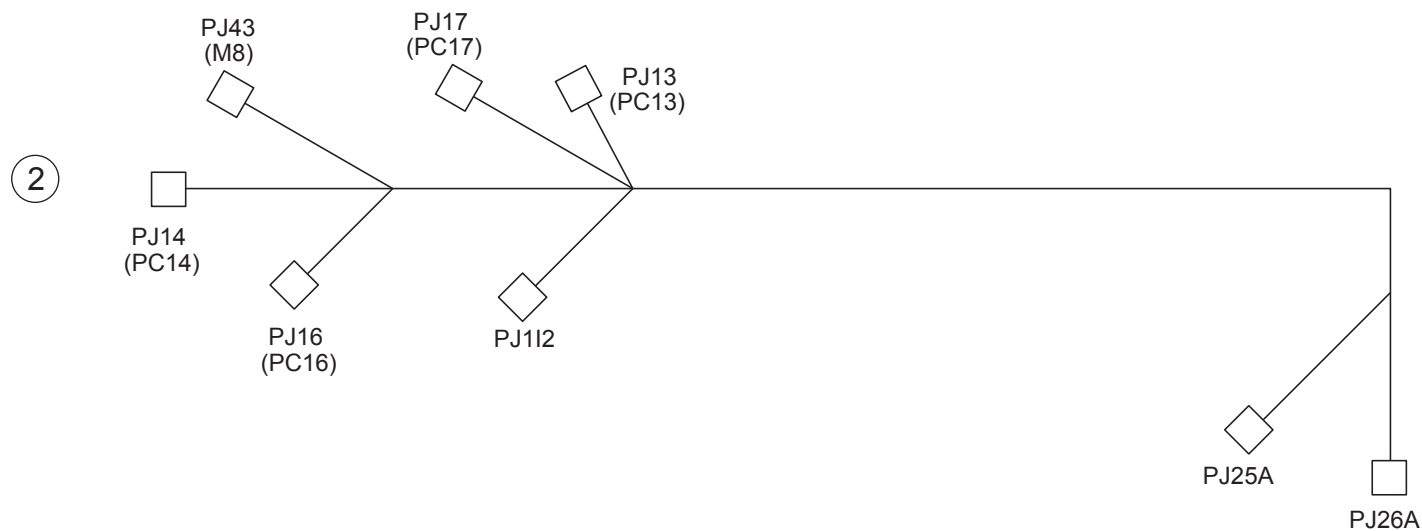 PJ43
(M8)
PJ17
(PC17)
PJ13
(PC13)
2
PJ14
(PC14)
PJ16
(PC16)
PJ1I2
PJ25A
PJ26A